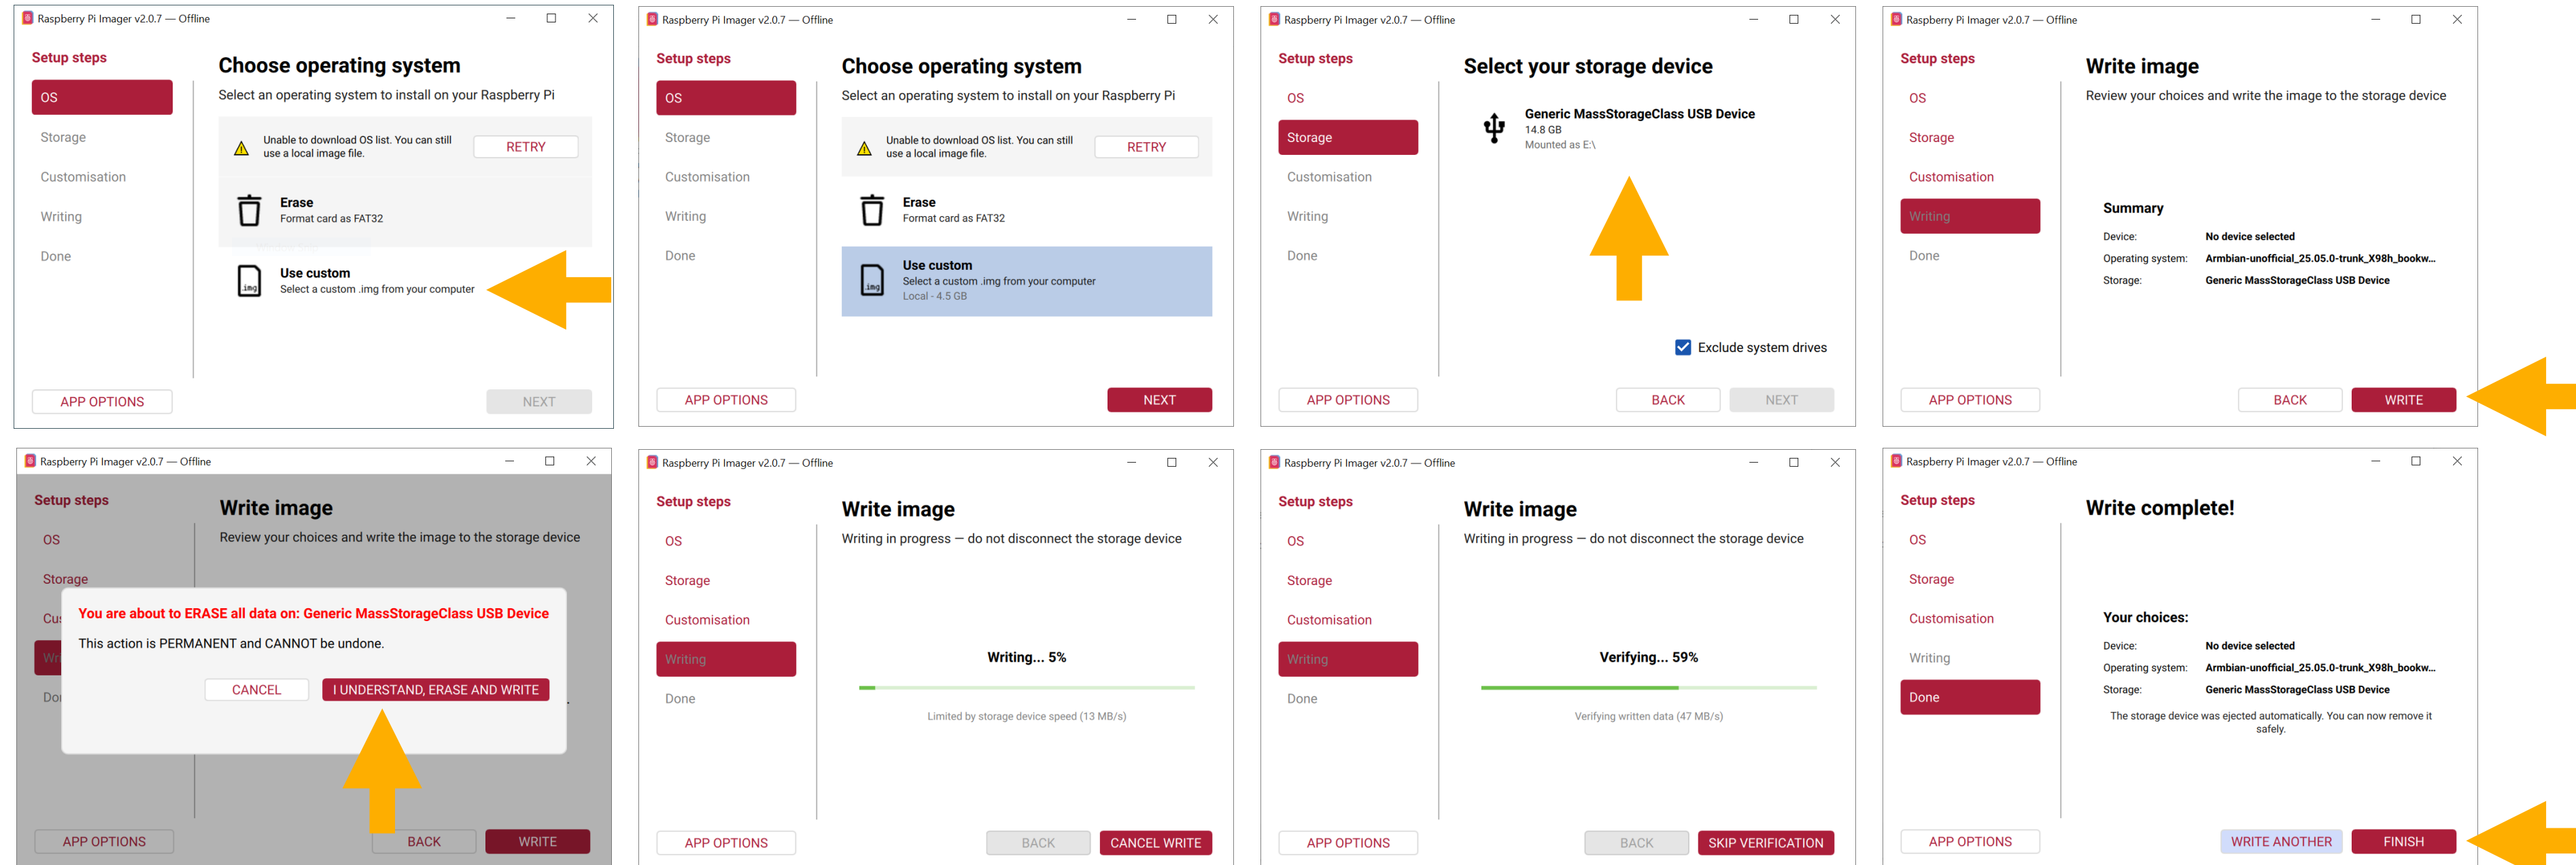 Raspberry Pi Imager v2.0.7 — Offline
Setup steps
OS
Storage
Customisation
Writing
Done
APP OPTIONS
Choose operating system
Select an operating system to install on your Raspberry Pi
Unable to download OS list. You can still
use a local image file.
RETRY
Erase
Format card as FAT32
Use custom
Select a custom .img from your computer
.img
NEXT
Raspberry Pi Imager v2.0.7 — Offline
Setup steps
OS
Storage
Customisation
Writing
Done
APP OPTIONS
Choose operating system
Select an operating system to install on your Raspberry Pi
Unable to download OS list. You can still
use a local image file.
RETRY
Erase
Format card as FAT32
Use custom
Select a custom .img from your computer
Local - 4.5 GB
.img
NEXT
Raspberry Pi Imager v2.0.7 — Offline
Setup steps
OS
Storage
Customisation
Writing
Done
APP OPTIONS
Select your storage device
Generic MassStorageClass USB Device
14.8 GB
Mounted as E:\
Exclude system drives
BACK
NEXT
Raspberry Pi Imager v2.0.7 — Offline
Setup steps
OS
Storage
Customisation
Writing
Done
APP OPTIONS
Write image
Review your choices and write the image to the storage device
Summary
Device: No device selected
Operating system: Armbian-unofficial_25.05.0-trunk_X98h_bookw...
Storage: Generic MassStorageClass USB Device
BACK
WRITE
Raspberry Pi Imager v2.0.7 — Offline
Setup steps
OS
Storage
Cus
Wri
Do
APP OPTIONS
Write image
Review your choices and write the image to the storage device
You are about to ERASE all data on: Generic MassStorageClass USB Device
This action is PERMANENT and CANNOT be undone.
CANCEL
I UNDERSTAND, ERASE AND WRITE
BACK
WRITE
Raspberry Pi Imager v2.0.7 — Offline
Setup steps
OS
Storage
Customisation
Writing
Done
APP OPTIONS
Write image
Writing in progress — do not disconnect the storage device
Writing... 5%
Limited by storage device speed (13 MB/s)
BACK
CANCEL WRITE
Raspberry Pi Imager v2.0.7 — Offline
Setup steps
OS
Storage
Customisation
Writing
Done
APP OPTIONS
Write image
Writing in progress — do not disconnect the storage device
Verifying... 59%
Verifying written data (47 MB/s)
BACK
SKIP VERIFICATION
Raspberry Pi Imager v2.0.7 — Offline
Setup steps
OS
Storage
Customisation
Writing
Done
APP OPTIONS
Write complete!
Your choices:
Device: No device selected
Operating system: Armbian-unofficial_25.05.0-trunk_X98h_bookw...
Storage: Generic MassStorageClass USB Device
The storage device was ejected automatically. You can now remove it
safely.
WRITE ANOTHER
FINISH